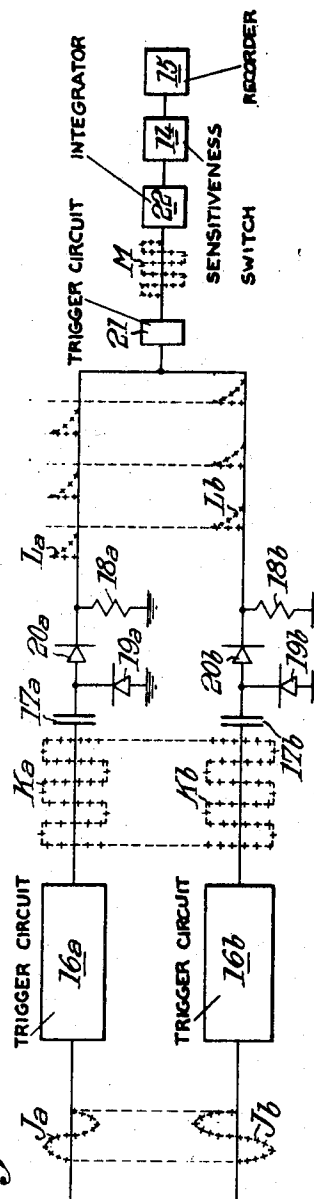 Ja
TRIGGER CIRCUIT
16a
Ka
17a
20a
19a
La
18a
TRIGGER CIRCUIT
21
M
INTEGRATOR
22
14
15
SENSITIVENESS
SWITCH
RECORDER
Jb
TRIGGER CIRCUIT
16b
Kb
17b
20b
19b
Lb
18b